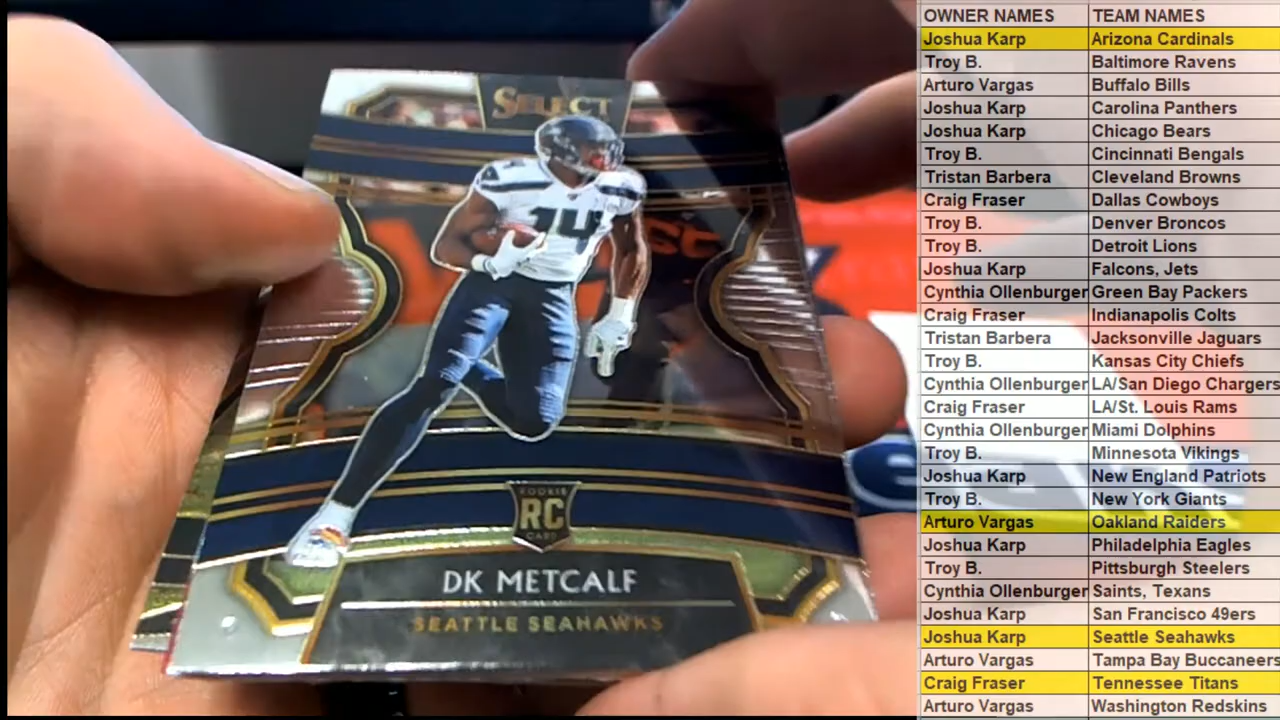 SELECT
14
ROOKIE
RC
CARD
DK METCALF
SEATTLE SEAHAWKS
OWNER NAMES TEAM NAMES
Joshua Karp Arizona Cardinals
Troy B. Baltimore Ravens
Arturo Vargas Buffalo Bills
Joshua Karp Carolina Panthers
Joshua Karp Chicago Bears
Troy B. Cincinnati Bengals
Tristan Barbera Cleveland Browns
Craig Fraser Dallas Cowboys
Troy B. Denver Broncos
Troy B. Detroit Lions
Joshua Karp Falcons, Jets
Cynthia Ollenburger Green Bay Packers
Craig Fraser Indianapolis Colts
Tristan Barbera Jacksonville Jaguars
Troy B. Kansas City Chiefs
Cynthia Ollenburger LA/San Diego Chargers
Craig Fraser LA/St. Louis Rams
Cynthia Ollenburger Miami Dolphins
Troy B. Minnesota Vikings
Joshua Karp New England Patriots
Troy B. New York Giants
Arturo Vargas Oakland Raiders
Joshua Karp Philadelphia Eagles
Troy B. Pittsburgh Steelers
Cynthia Ollenburger Saints, Texans
Joshua Karp San Francisco 49ers
Joshua Karp Seattle Seahawks
Arturo Vargas Tampa Bay Buccaneers
Craig Fraser Tennessee Titans
Arturo Vargas Washington Redskins